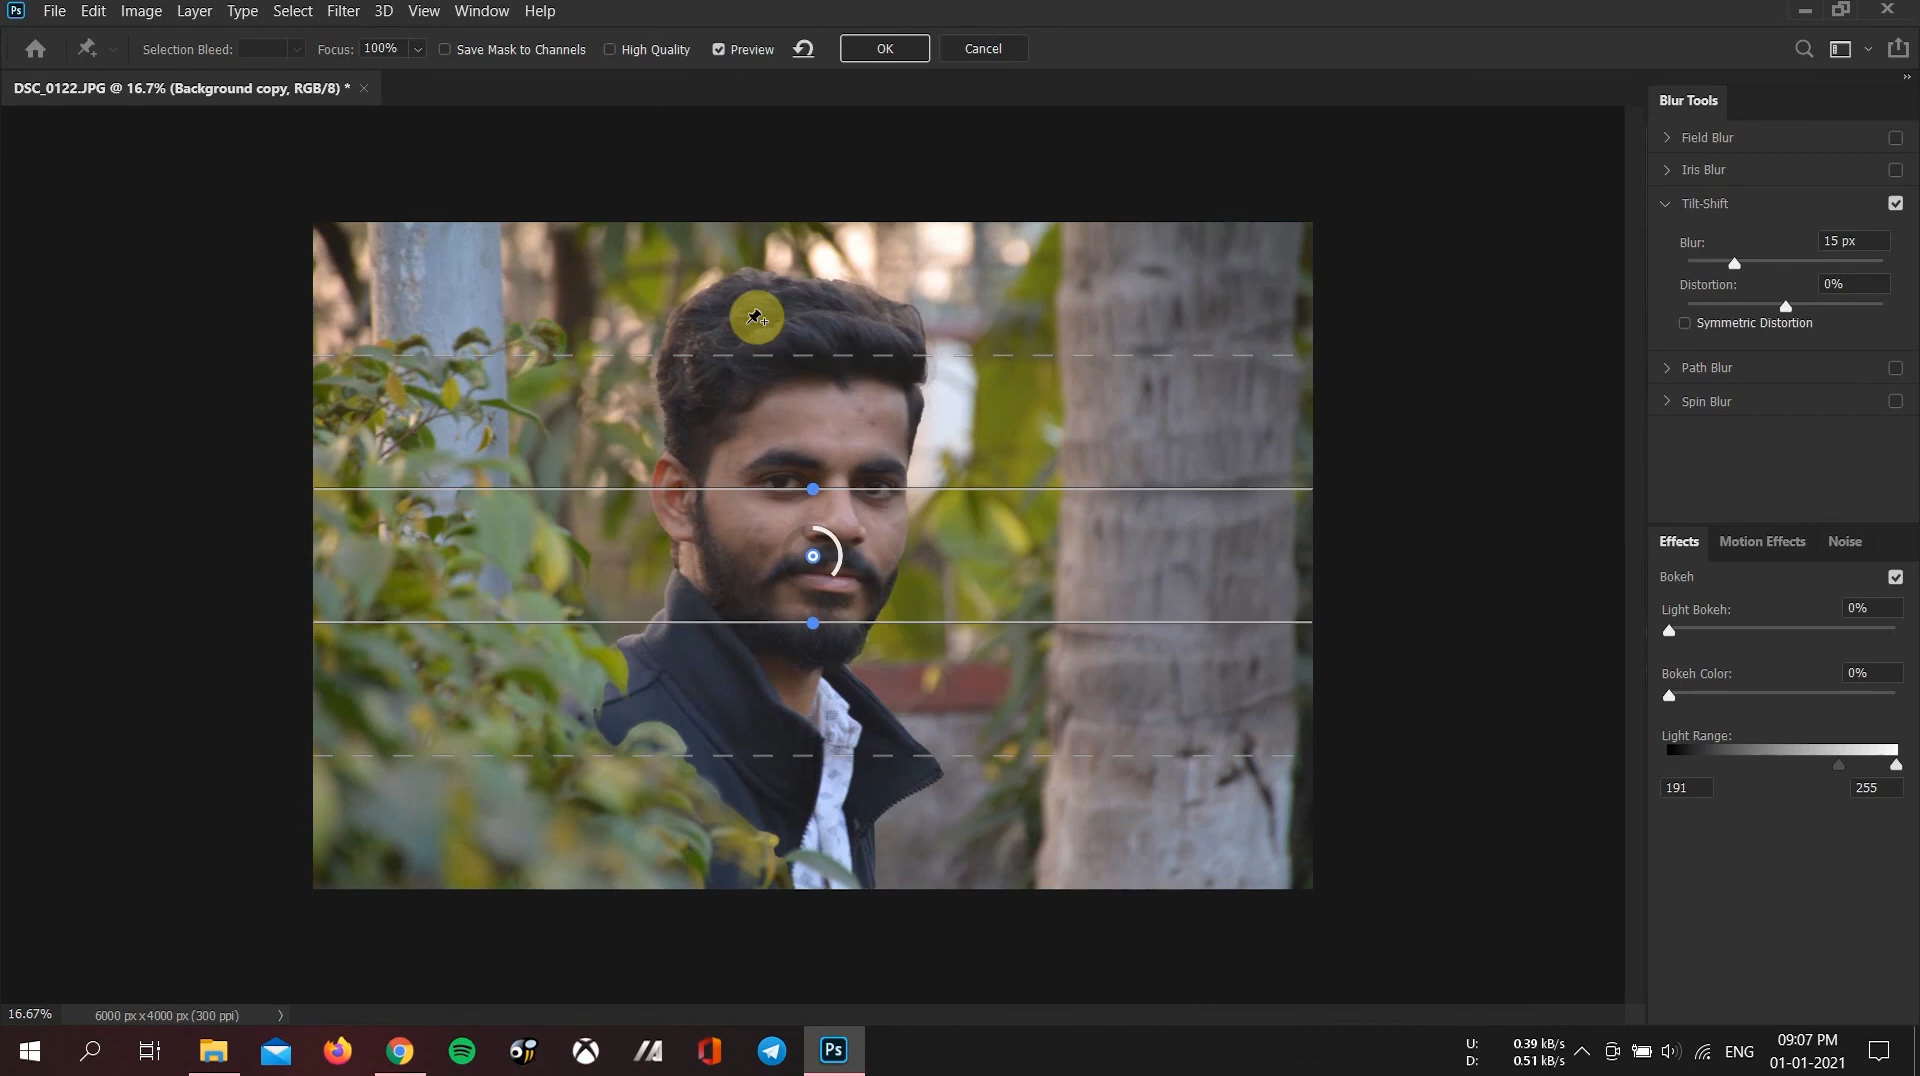 Ps File Edit Image Layer Type Select Filter 3D View Window Help
Selection Bleed: Focus: 100% Save Mask to Channels High Quality Preview OK Cancel
DSC_0122.JPG @ 16.7% (Background copy, RGB/8) *
Blur Tools
Field Blur
Iris Blur
Tilt-Shift
Blur: 15 px
Distortion: 0%
Symmetric Distortion
Path Blur
Spin Blur
Effects Motion Effects Noise
Bokeh
Light Bokeh: 0%
Bokeh Color: 0%
Light Range:
191 255
16.67% 6000 px x 4000 px (300 ppi)
Ps
U: 0.39 kB/s
D: 0.51 kB/s
ENG
09:07 PM
01-01-2021